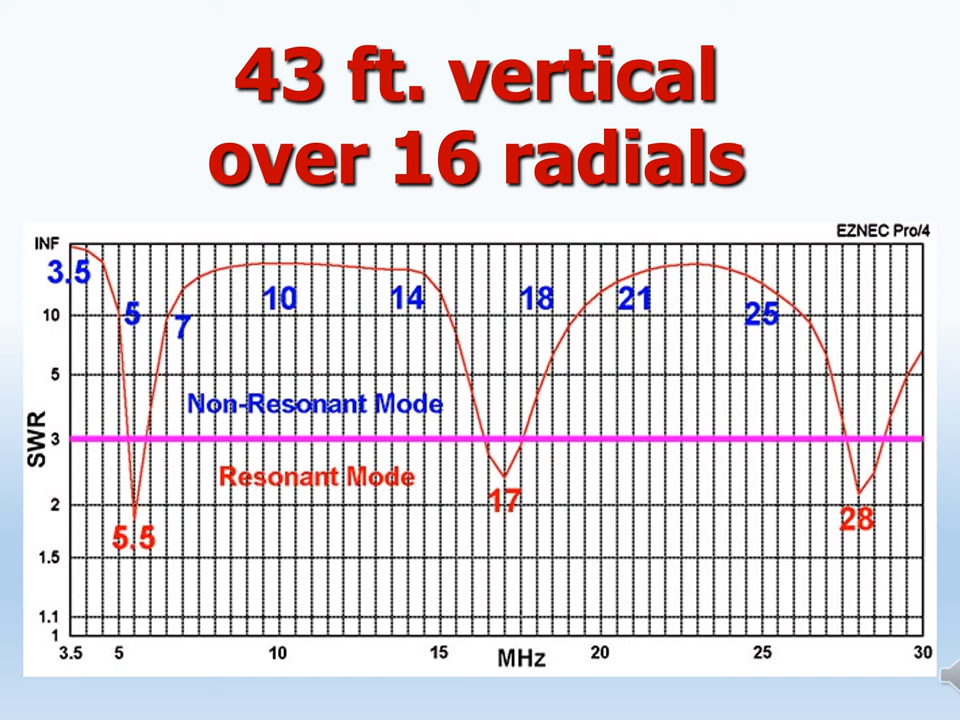 43 ft. vertical
over 16 radials
EZNEC Pro/4
INF
3.5
5
7
10
14
18
21
25
10
5
Non-Resonant Mode
SWR
3
Resonant Mode
2
17
28
5.5
1.5
1.1
1
3.5 5 10 15 MHz 20 25 30